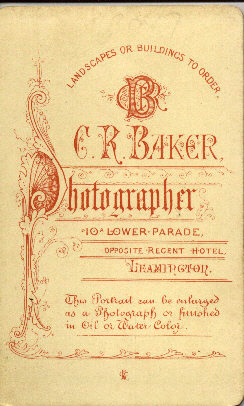 LANDSCAPES OR BUILDINGS TO ORDER
C. R. BAKER,
Photographer
10A LOWER PARADE,
OPPOSITE REGENT HOTEL,
LEAMINGTON.
This Portrait can be enlarged
as a Photograph or finished
in Oil or Water Color.